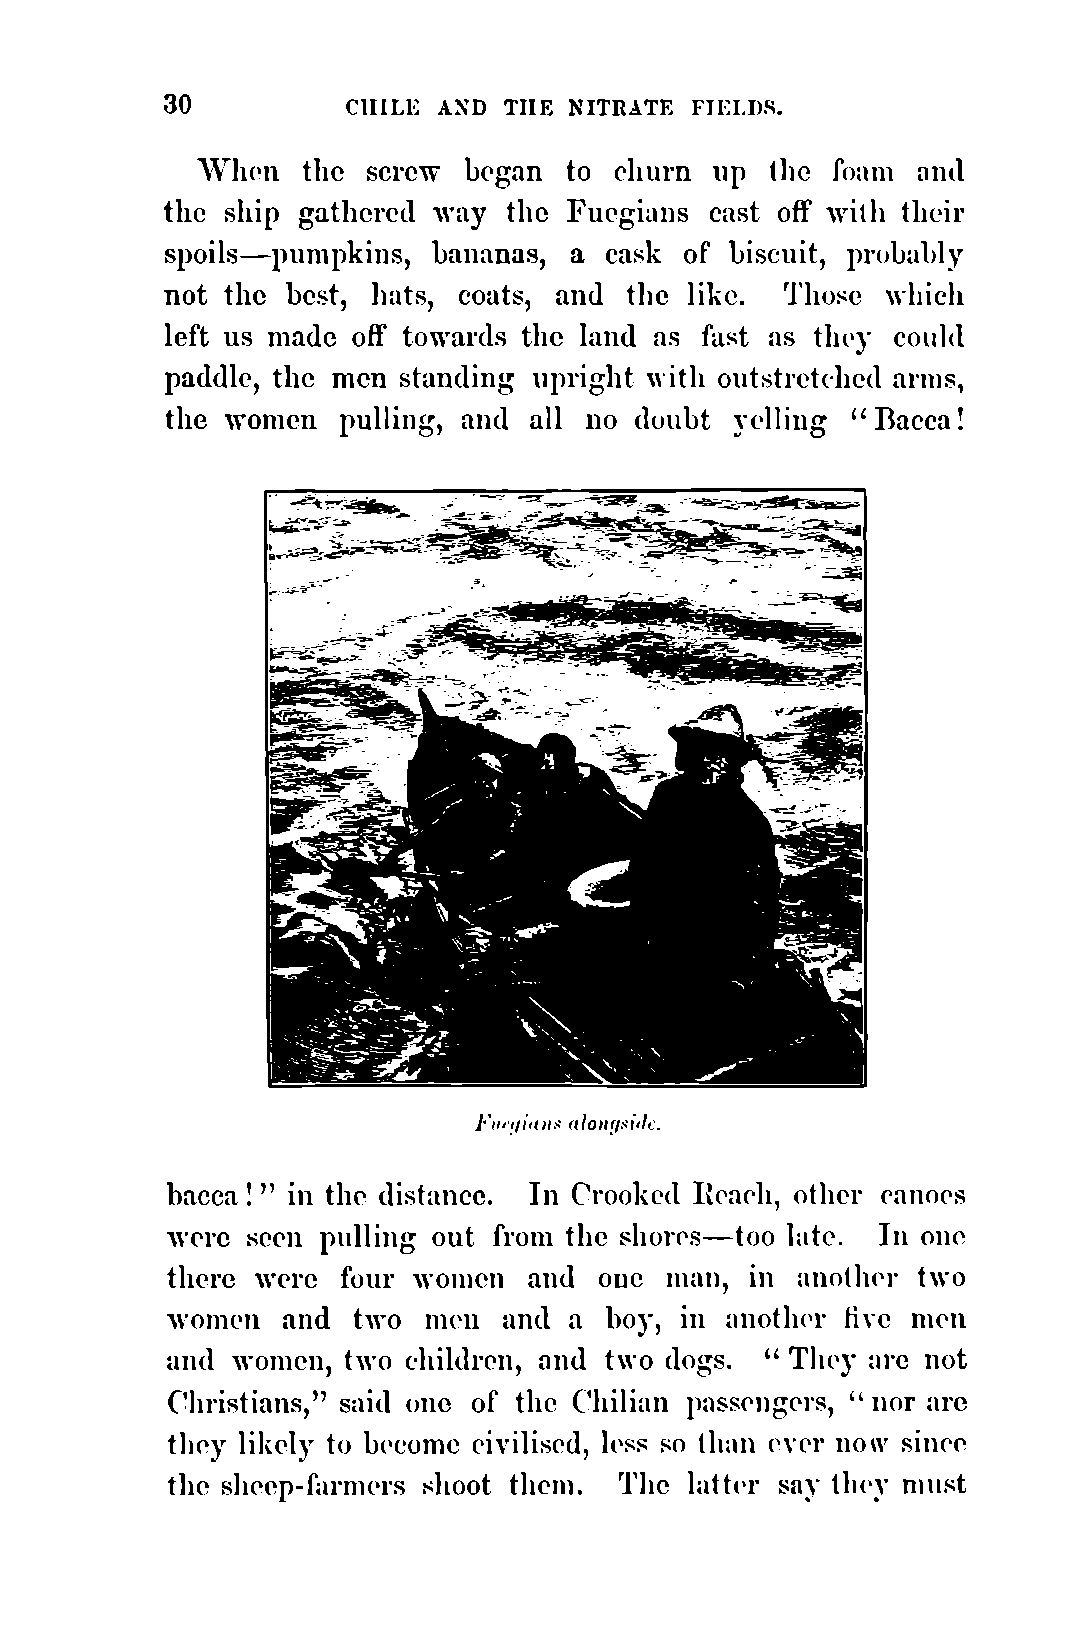 30 CHILE AND THE NITRATE FIELDS.
When the screw began to churn up the foam and
the ship gathered way the Fuegians cast off with their
spoils—pumpkins, bananas, a cask of biscuit, probably
not the best, hats, coats, and the like. Those which
left us made off towards the land as fast as they could
paddle, the men standing upright with outstretched arms,
the women pulling, and all no doubt yelling “Bacca!
Fuegians alongside.
bacca!” in the distance. In Crooked Reach, other canoes
were seen pulling out from the shores—too late. In one
there were four women and one man, in another two
women and two men and a boy, in another five men
and women, two children, and two dogs. “They are not
Christians,” said one of the Chilian passengers, “nor are
they likely to become civilised, less so than ever now since
the sheep-farmers shoot them. The latter say they must